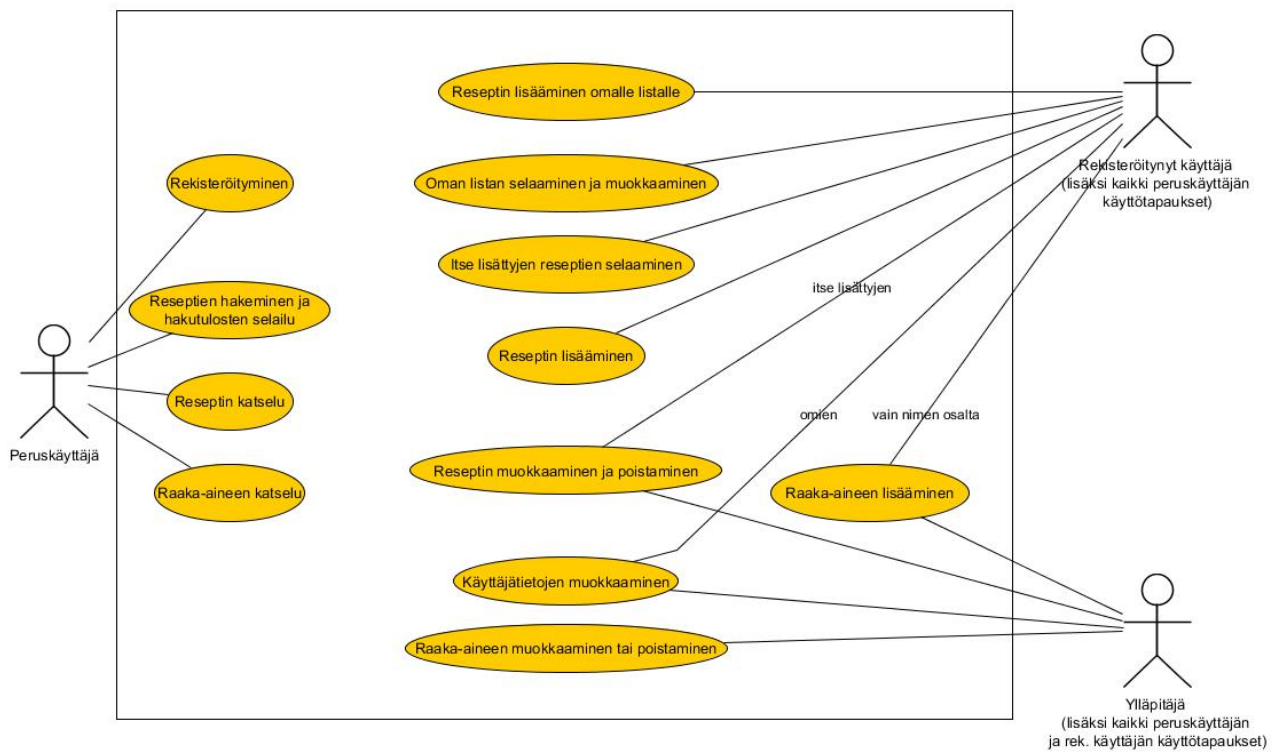 Reseptin lisääminen omalle listalle
Rekisteröityminen
Oman listan selaaminen ja muokkaaminen
Rekisteröitynyt käyttäjä
(lisäksi kaikki peruskäyttäjän
käyttötapaukset)
Itse lisättyjen reseptien selaaminen
itse lisättyjen
Reseptien hakeminen ja
hakutulosten selailu
Reseptin lisääminen
Reseptin katselu
omien
vain nimen osalta
Peruskäyttäjä
Reseptin muokkaaminen ja poistaminen
Raaka-aineen katselu
Raaka-aineen lisääminen
Käyttäjätietojen muokkaaminen
Raaka-aineen muokkaaminen tai poistaminen
Ylläpitäjä
(lisäksi kaikki peruskäyttäjän
ja rek. käyttäjän käyttötapaukset)